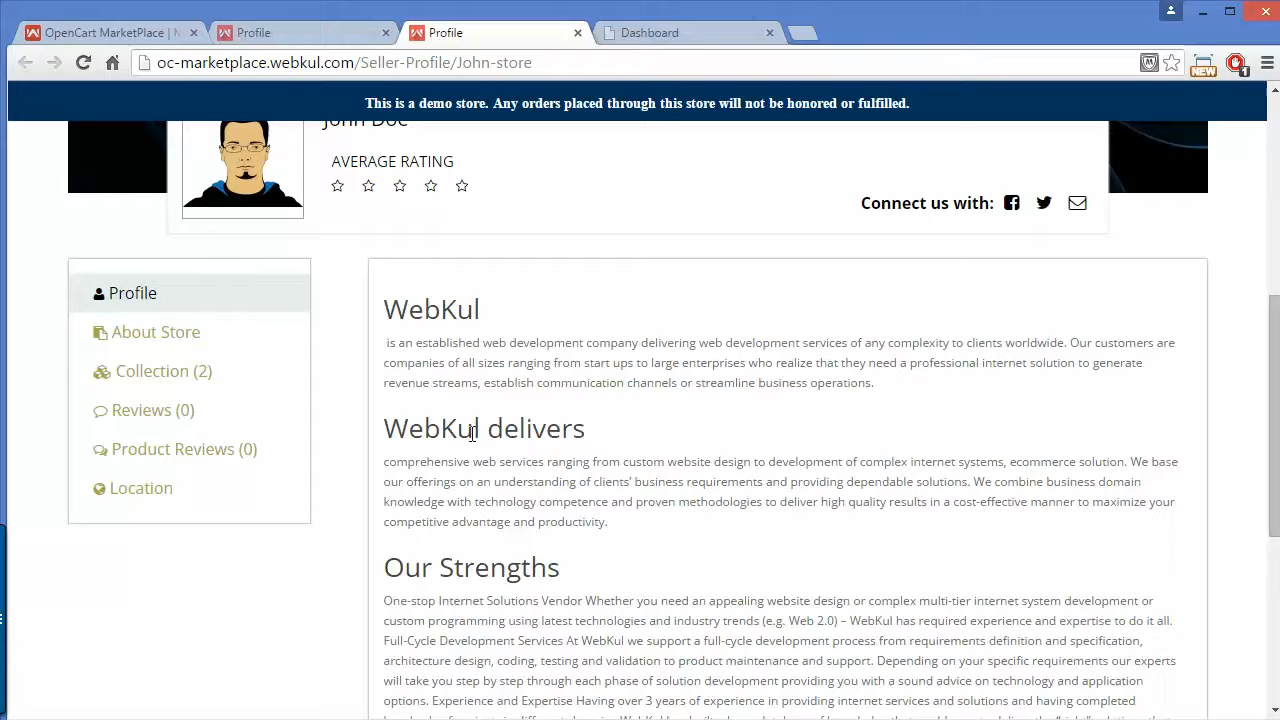 OpenCart MarketPlace |
Profile
Profile
Dashboard
oc-marketplace.webkul.com/Seller-Profile/John-store
NEW
1
This is a demo store. Any orders placed through this store will not be honored or fulfilled.
John Doe
AVERAGE RATING
Connect us with:
Profile
About Store
Collection (2)
Reviews (0)
Product Reviews (0)
Location
WebKul
is an established web development company delivering web development services of any complexity to clients worldwide. Our customers are
companies of all sizes ranging from start ups to large enterprises who realize that they need a professional internet solution to generate
revenue streams, establish communication channels or streamline business operations.
WebKul delivers
comprehensive web services ranging from custom website design to development of complex internet systems, ecommerce solution. We base
our offerings on an understanding of clients’ business requirements and providing dependable solutions. We combine business domain
knowledge with technology competence and proven methodologies to deliver high quality results in a cost-effective manner to maximize your
competitive advantage and productivity.
Our Strengths
One-stop Internet Solutions Vendor Whether you need an appealing website design or complex multi-tier internet system development or
custom programming using latest technologies and industry trends (e.g. Web 2.0) – WebKul has required experience and expertise to do it all.
Full-Cycle Development Services At WebKul we support a full-cycle development process from requirements definition and specification,
architecture design, coding, testing and validation to product maintenance and support. Depending on your specific requirements our experts
will take you step by step through each phase of solution development providing you with a sound advice on technology and application
options. Experience and Expertise Having over 3 years of experience in providing internet services and solutions and having completed